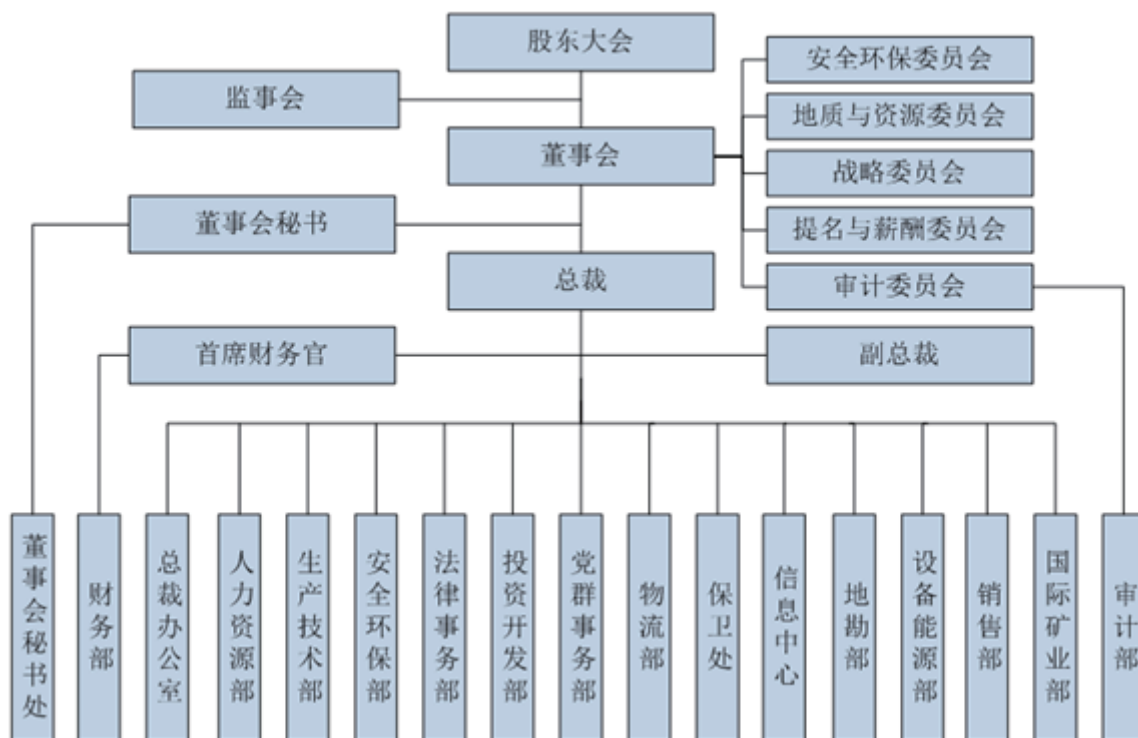 股东大会
安全环保委员会
监事会
地质与资源委员会
董事会
战略委员会
董事会秘书
提名与薪酬委员会
总裁
审计委员会
首席财务官
副总裁
董事会秘书处
财务部
总裁办公室
人力资源部
生产技术部
安全环保部
法律事务部
投资开发部
党群事务部
物流部
保卫处
信息中心
地勘部
设备能源部
销售部
国际矿业部
审计部